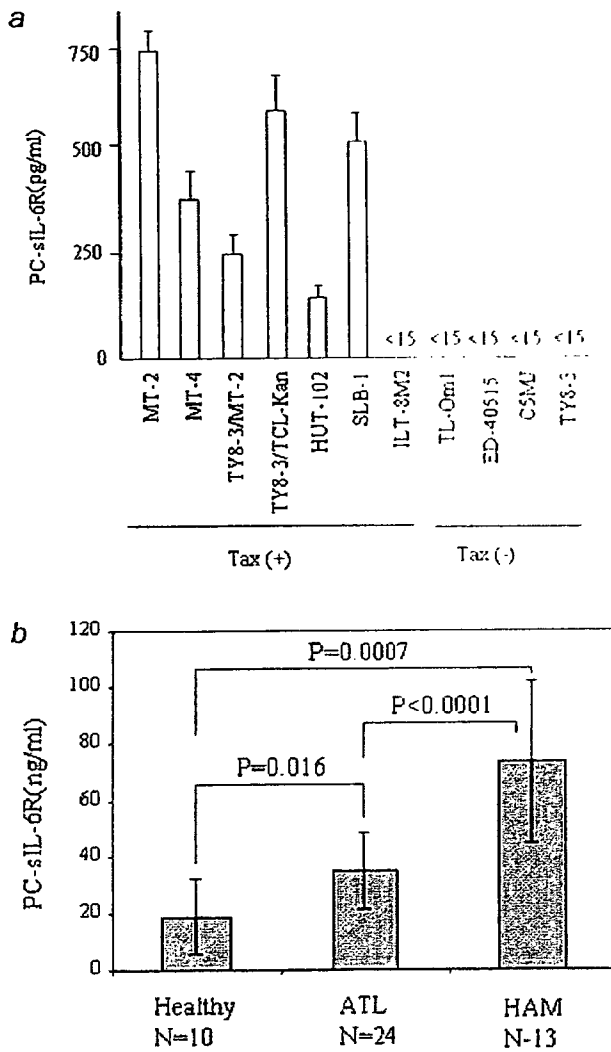 a
PC-sIL-6R(pg/ml)
750
500
250
0
<15 <15 <15 <15 <15
MT-2
MT-4
TY8-3/MT-2
TY8-3/TCL-Kan
HUT-102
SLB-1
ILT-8M2
TL-Om1
ED-40515
C5MJ
TY8-3
Tax (+)
Tax (-)
b
PC-sIL-6R(ng/ml)
120
100
80
60
40
20
0
P=0.0007
P<0.0001
P=0.016
Healthy
N=10
ATL
N=24
HAM
N-13